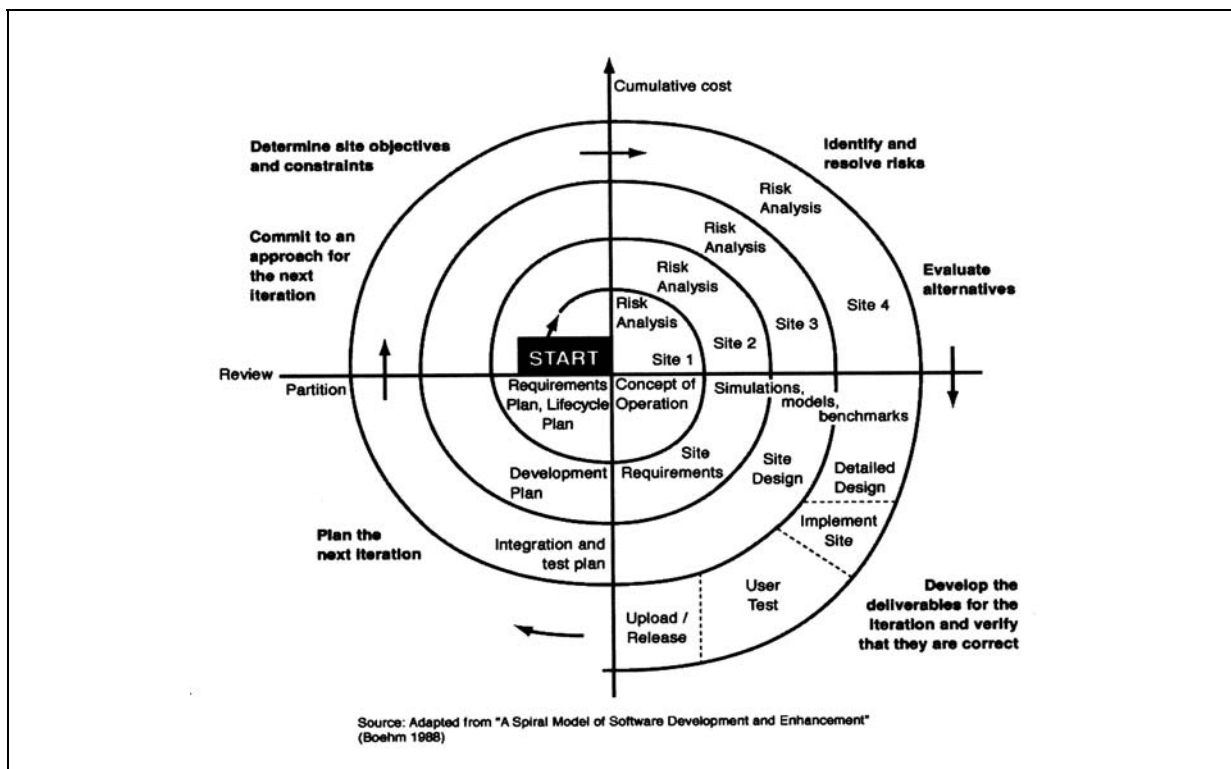 Cumulative cost
Determine site objectives
and constraints
Identify and
resolve risks
Risk
Analysis
Risk
Analysis
Commit to an
approach for
the next
iteration
Risk
Analysis
Evaluate
alternatives
Risk
Analysis
Site 4
Site 3
Site 2
START
Site 1
Review
Partition
Requirements
Plan, Lifecycle
Plan
Concept of
Operation
Simulations,
models,
benchmarks
Development
Plan
Site
Requirements
Site
Design
Detailed
Design
Implement
Site
Plan the
next iteration
Integration and
test plan
User
Test
Upload /
Release
Develop the
deliverables for the
iteration and verify
that they are correct
Source: Adapted from "A Spiral Model of Software Development and Enhancement"
(Boehm 1988)